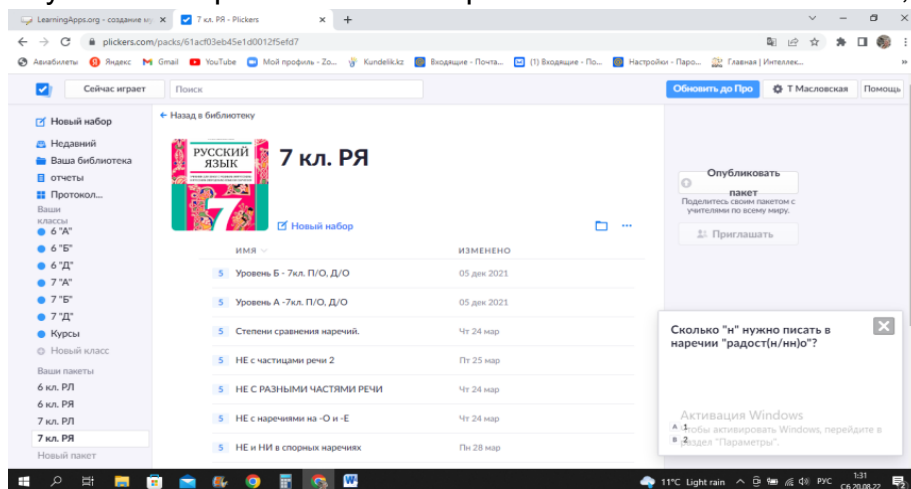 LearningApps.org - создание му
7 кл. РЯ - Plickers
plickers.com/packs/61acf03eb45e1d0012f5efd7
Авиабилеты
Яндекс
Gmail
YouTube
Мой профиль - Zo...
Kundelik.kz
Входящие - Почта...
(1) Входящие - По...
Настройки - Паро...
Главная | Интеллек...
Сейчас играет
Поиск
Обновить до Про
Т Масловская
Помощь
Новый набор
Недавний
Ваша библиотека
отчеты
Протокол...
Ваши
классы
6 "А"
6 "Б"
6 "Д"
7 "А"
7 "Б"
7 "Д"
Курсы
Новый класс
Ваши пакеты
6 кл. РЛ
6 кл. РЯ
7 кл. РЛ
7 кл. РЯ
Новый пакет
← Назад в библиотеку
РУССКИЙ
ЯЗЫК
7
7 кл. РЯ
Новый набор
ИМЯ
ИЗМЕНЕНО
5 Уровень Б - 7кл. П/О, Д/О 05 дек 2021
5 Уровень А -7кл. П/О, Д/О 05 дек 2021
5 Степени сравнения наречий. Чт 24 мар
5 НЕ с частицами речи 2 Пт 25 мар
5 НЕ С РАЗНЫМИ ЧАСТЯМИ РЕЧИ Чт 24 мар
5 НЕ с наречиями на -О и -Е Чт 24 мар
5 НЕ и НИ в спорных наречиях Пн 28 мар
Опубликовать
пакет
Поделитесь своим пакетом с
учителями по всему миру.
Приглашать
Сколько "н" нужно писать в
наречии "радост(н/нн)о"?
A 1
B 2
Активация Windows
Чтобы активировать Windows, перейдите в
раздел "Параметры".
11°C Light rain
РУС
1:31
Сб 20.08.22